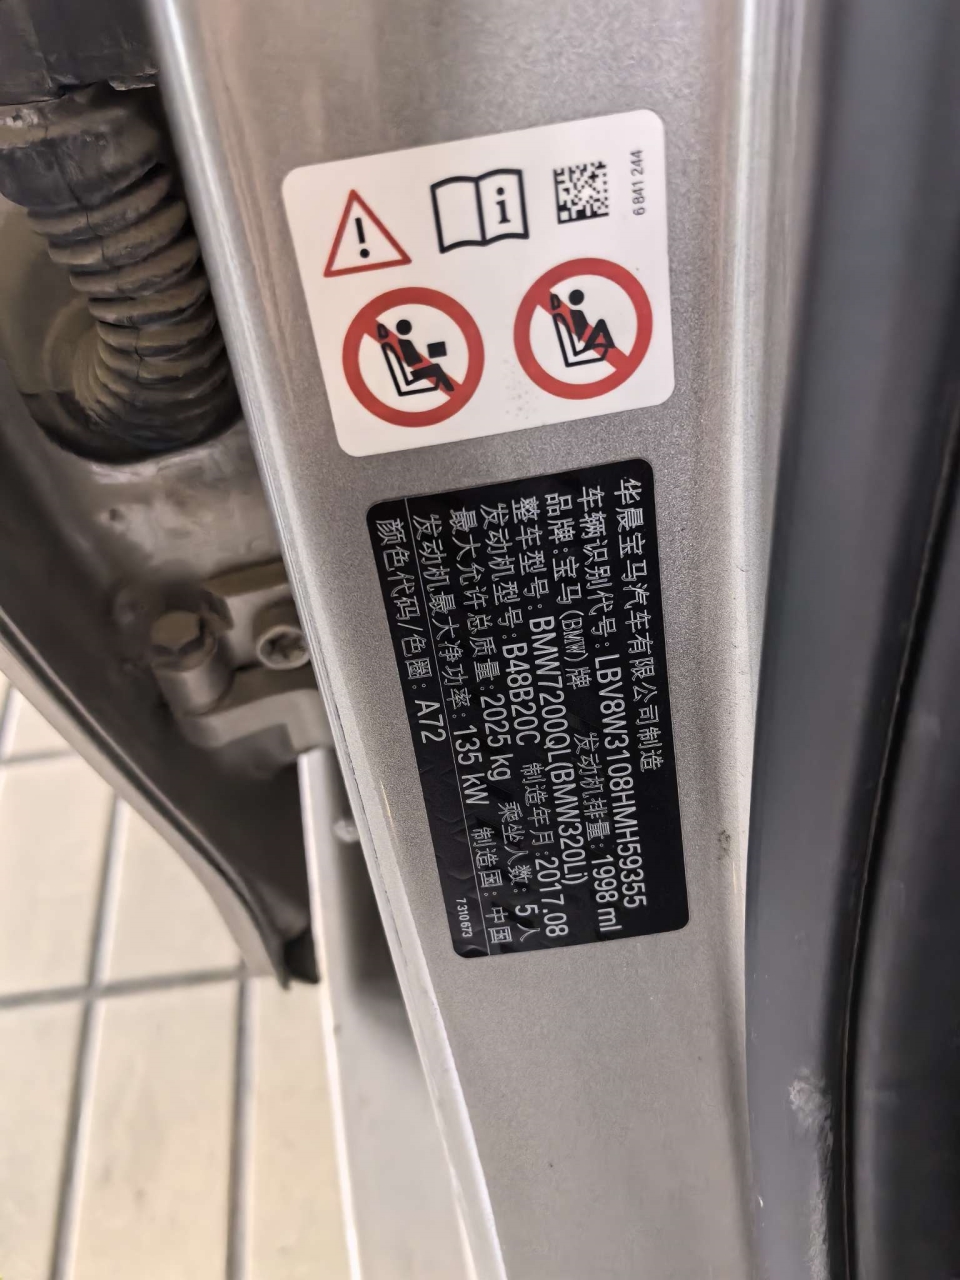 6 841 244
华晨宝马汽车有限公司制造
车辆识别代号: LBV8W3108HMH59355
品牌:宝马(BMW)牌 发动机排量: 1998 ml
整车型号: BMW7200QL(BMW320Li)
发动机型号: B48B20C 制造年月:2017.08
最大允许总质量:2025 kg 乘坐人数: 5 人
发动机最大净功率: 135 kW 制造国: 中国
颜色代码/色圈: A72 7 310 673